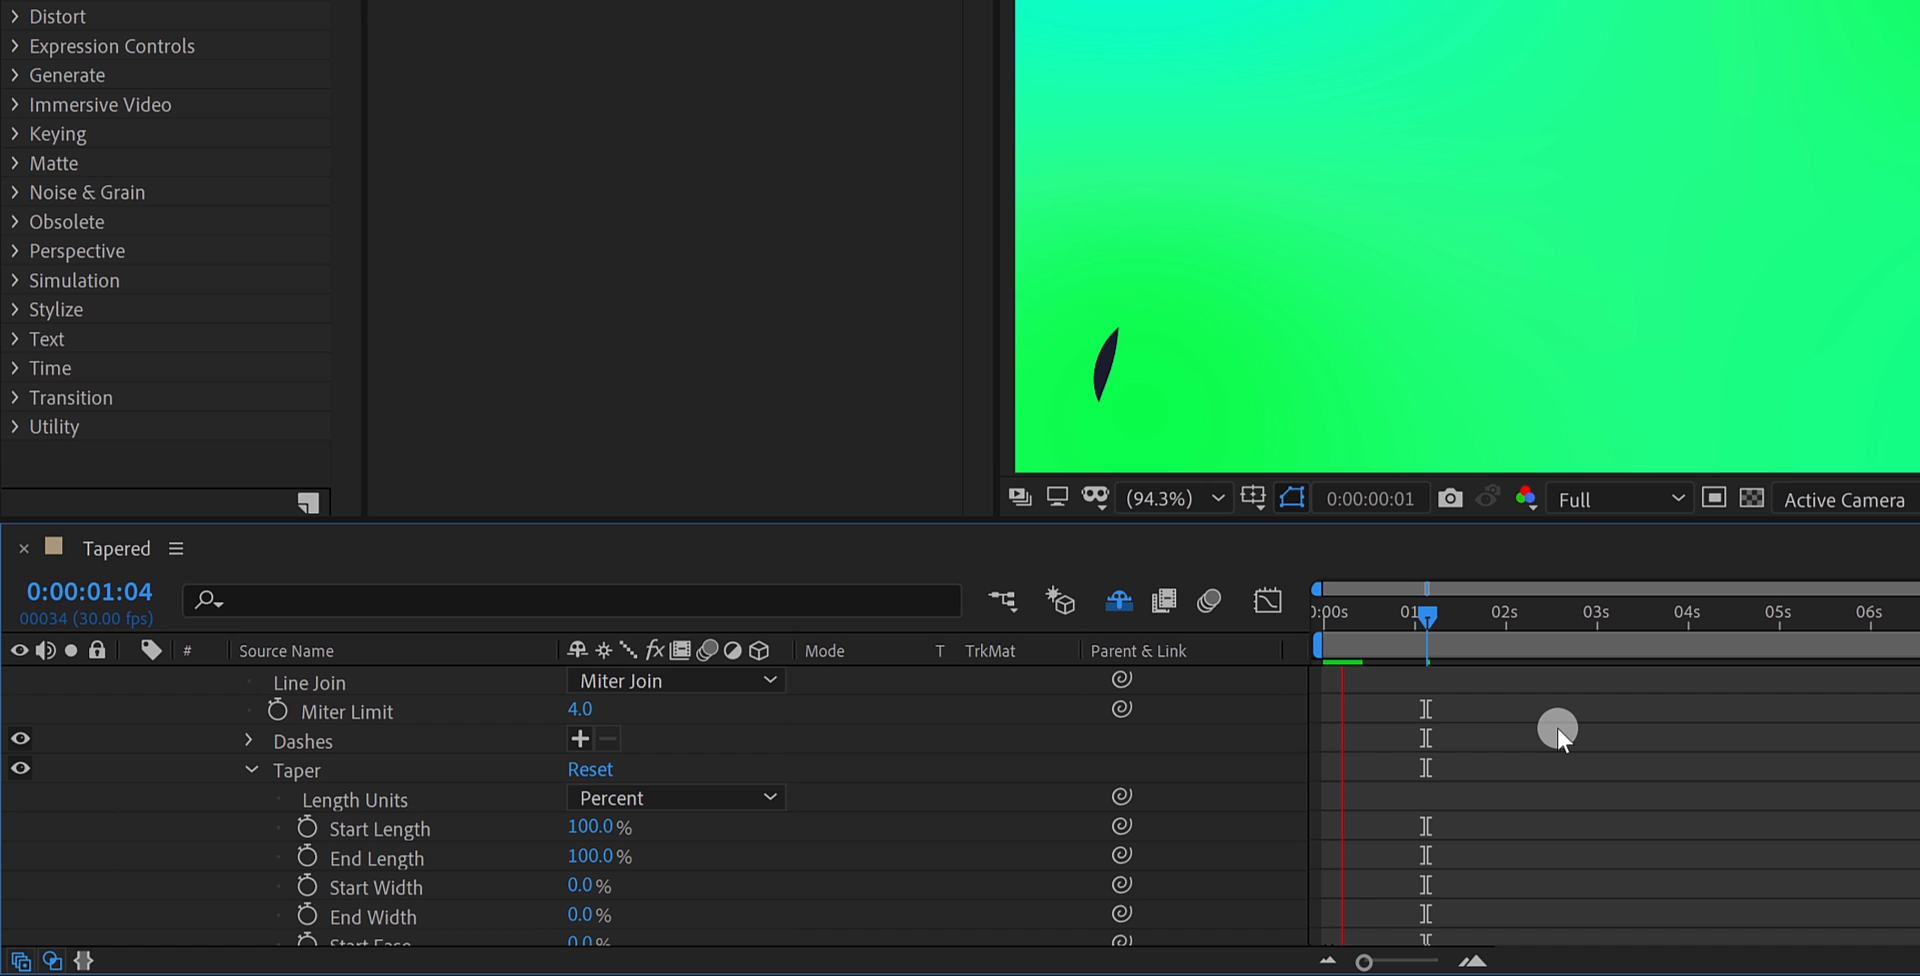 Distort
Expression Controls
Generate
Immersive Video
Keying
Matte
Noise & Grain
Obsolete
Perspective
Simulation
Stylize
Text
Time
Transition
Utility
(94.3%)
0:00:00:01
Full
Active Camera
Tapered
0:00:01:04
00034 (30.00 fps)
0:00s 01 02s 03s 04s 05s 06s
# Source Name fx Mode T TrkMat Parent & Link
Line Join Miter Join
Miter Limit 4.0
Dashes + −
Taper Reset
Length Units Percent
Start Length 100.0 %
End Length 100.0 %
Start Width 0.0 %
End Width 0.0 %
Start Ease 0.0 %